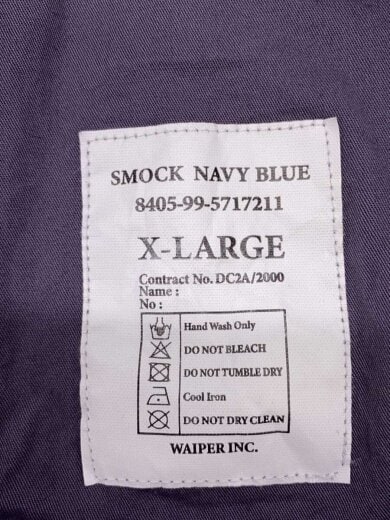 SMOCK NAVY BLUE
8405-99-5717211
X-LARGE
Contract No. DC2A/2000
Name :
No :
Hand Wash Only
DO NOT BLEACH
DO NOT TUMBLE DRY
Cool Iron
DO NOT DRY CLEAN
WAIPER INC.